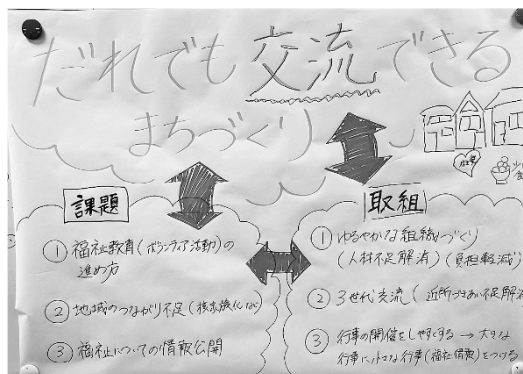 だれでも交流できる
まちづくり
課題
① 福祉教育(ボランティア活動)の
進め方
② 地域のつながり不足(核家族化など)
③ 福祉についての情報公開
取組
① ゆるやかな組織づくり
(人材不足解消)(負担軽減)
② 3世代交流(近所づきあい不足解消
③ 行事の開催をしやすくする → 大きな
行事に小さな行事(福祉情報)をつける